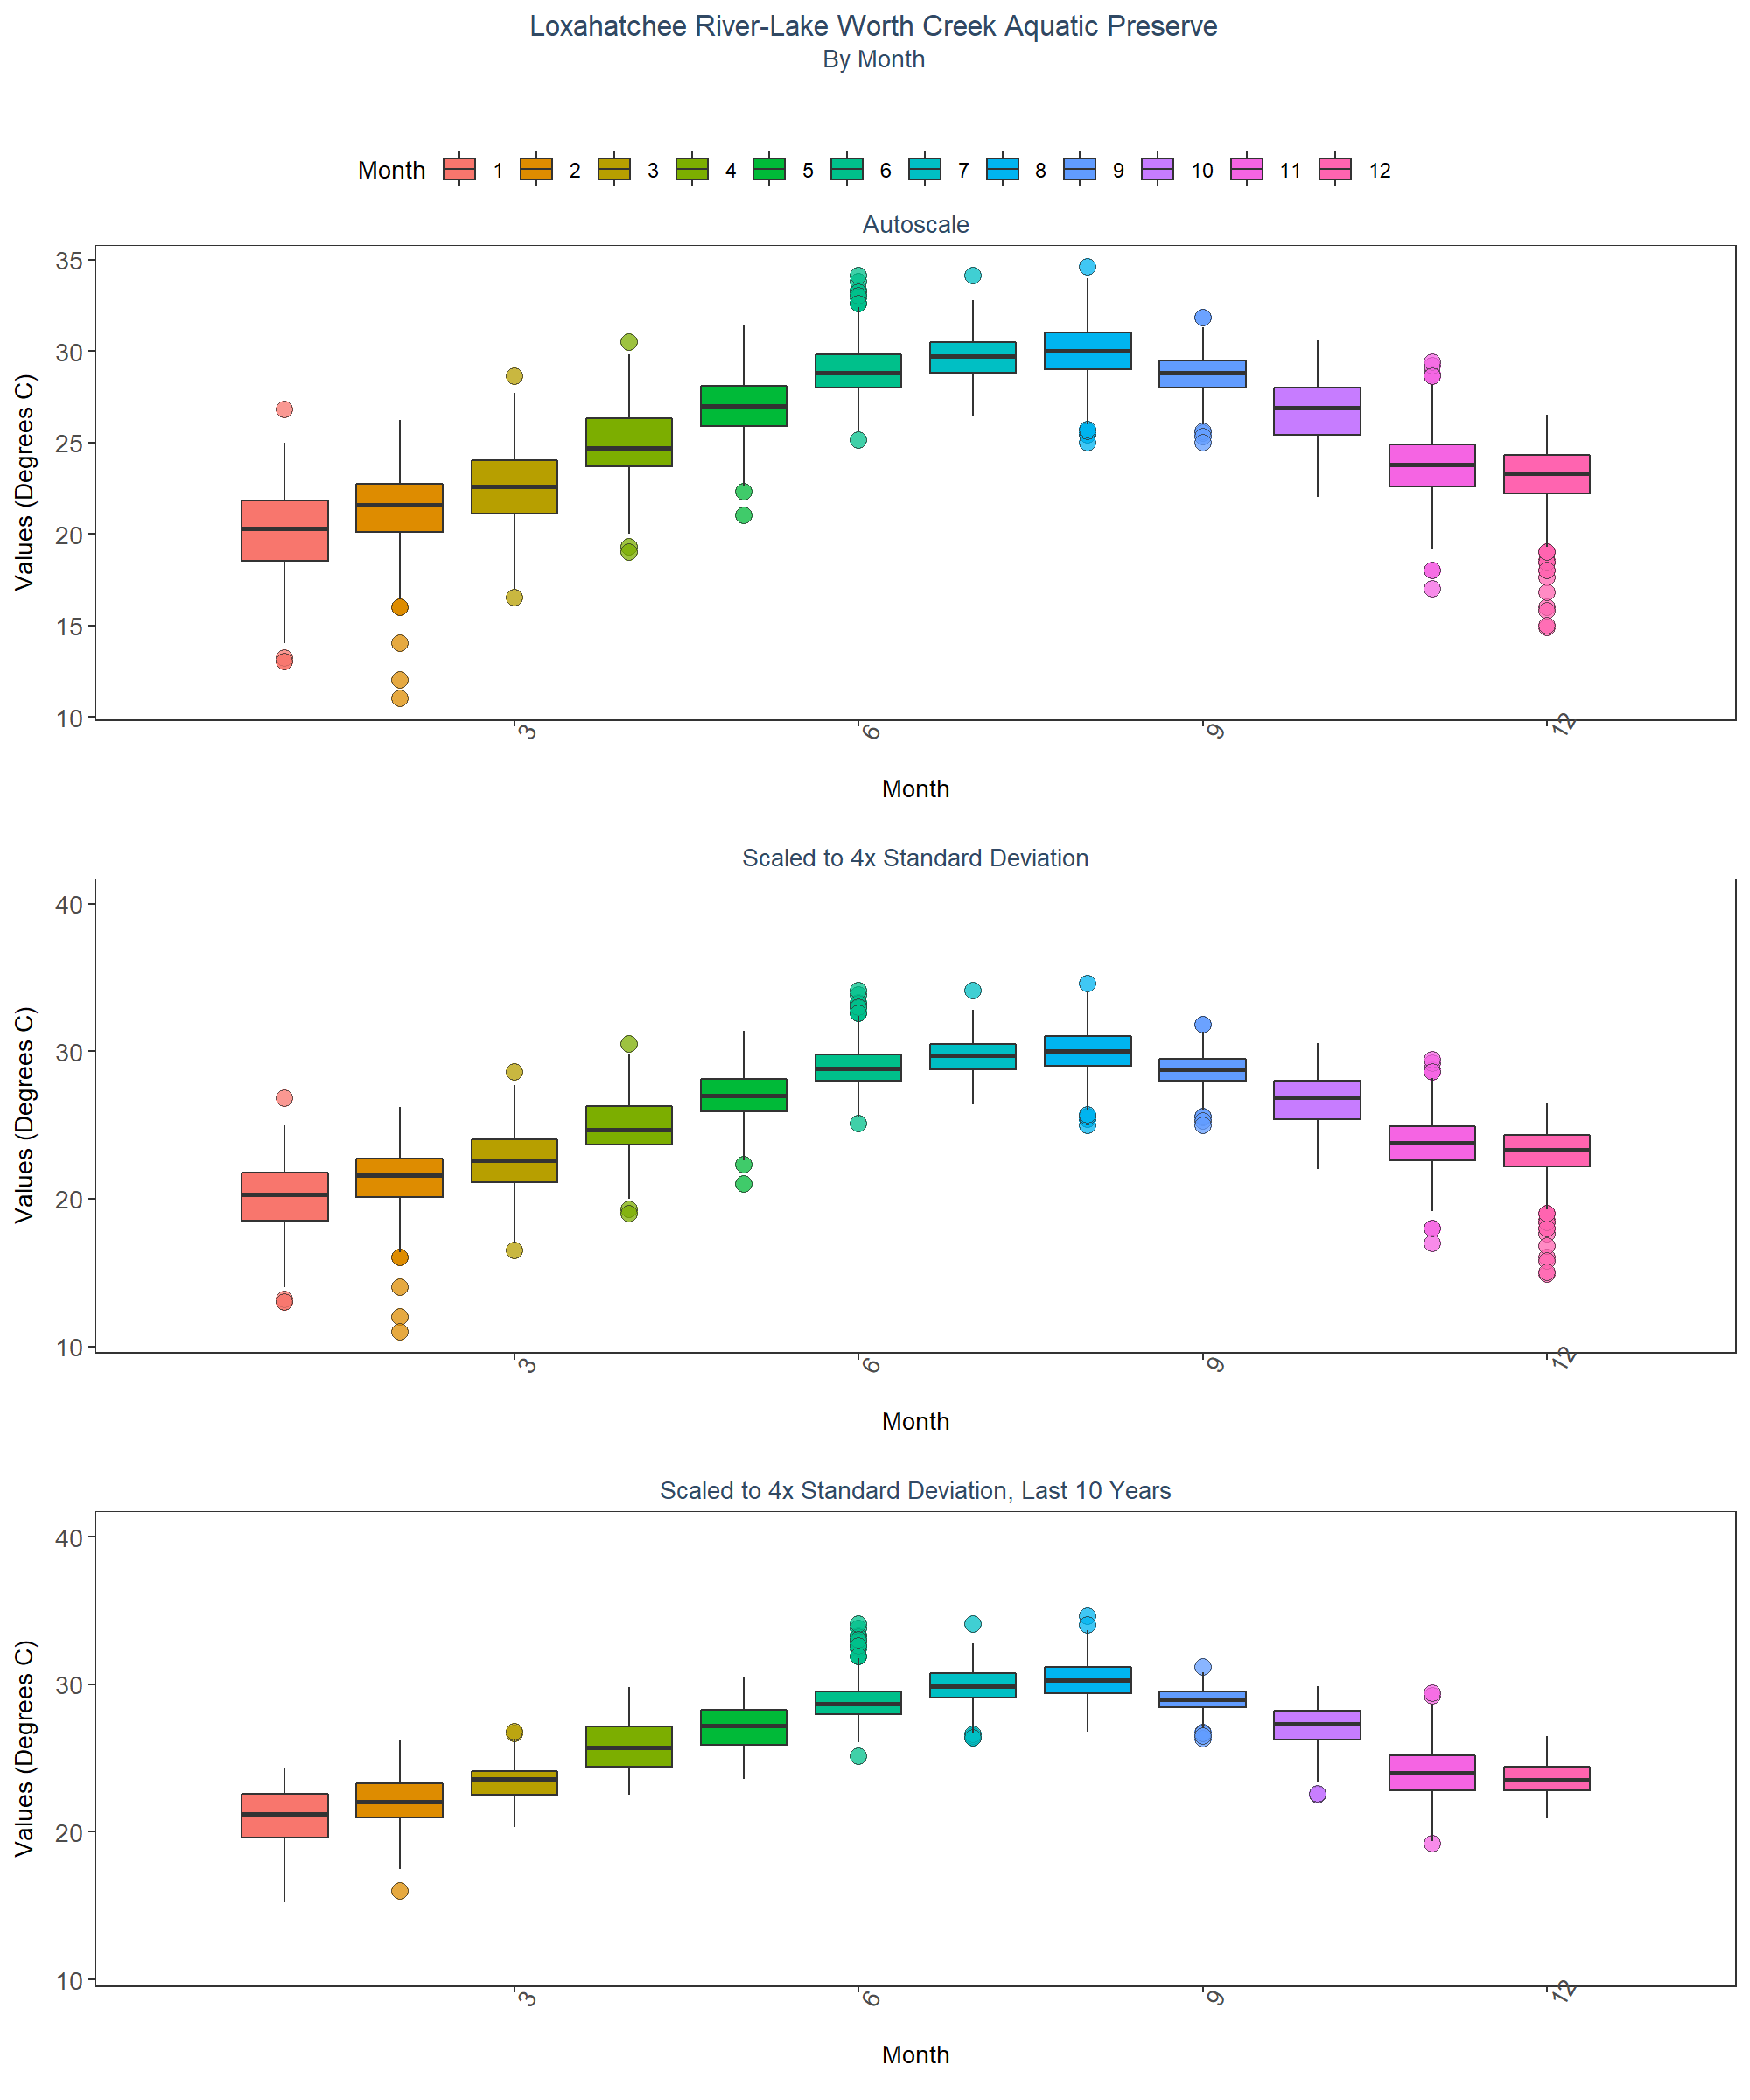 Loxahatchee River-Lake Worth Creek Aquatic Preserve
By Month
Month 1 2 3 4 5 6 7 8 9 10 11 12
Autoscale
Values (Degrees C)
35
30
25
20
15
10
3 6 9 12
Month
Scaled to 4x Standard Deviation
Values (Degrees C)
40
30
20
10
3 6 9 12
Month
Scaled to 4x Standard Deviation, Last 10 Years
Values (Degrees C)
40
30
20
10
3 6 9 12
Month